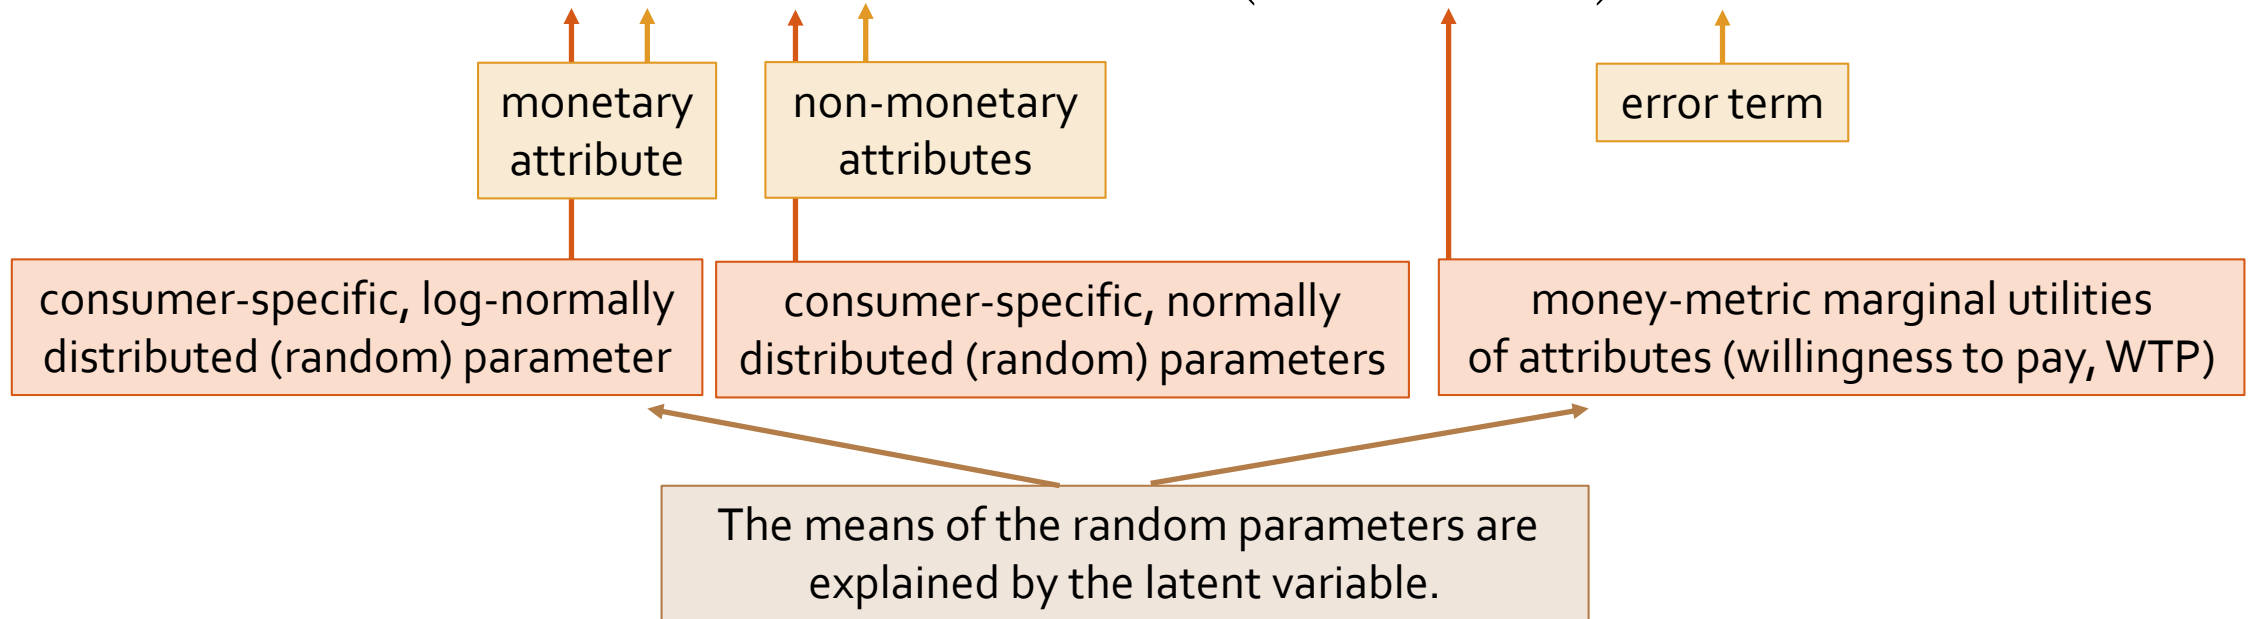 monetary
attribute
non-monetary
attributes
error term
consumer-specific, log-normally
distributed (random) parameter
consumer-specific, normally
distributed (random) parameters
money-metric marginal utilities
of attributes (willingness to pay, WTP)
The means of the random parameters are
explained by the latent variable.